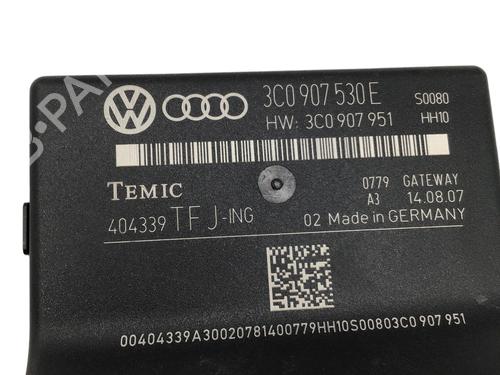 3C0 907 530 E S0080
HW: 3C0 907 951 HH10
TEMIC
0779 GATEWAY
A3 14.08.07
404339 TFJ-ING 02 Made in GERMANY
00404339A30020781400779HH10S00803C0 907 951